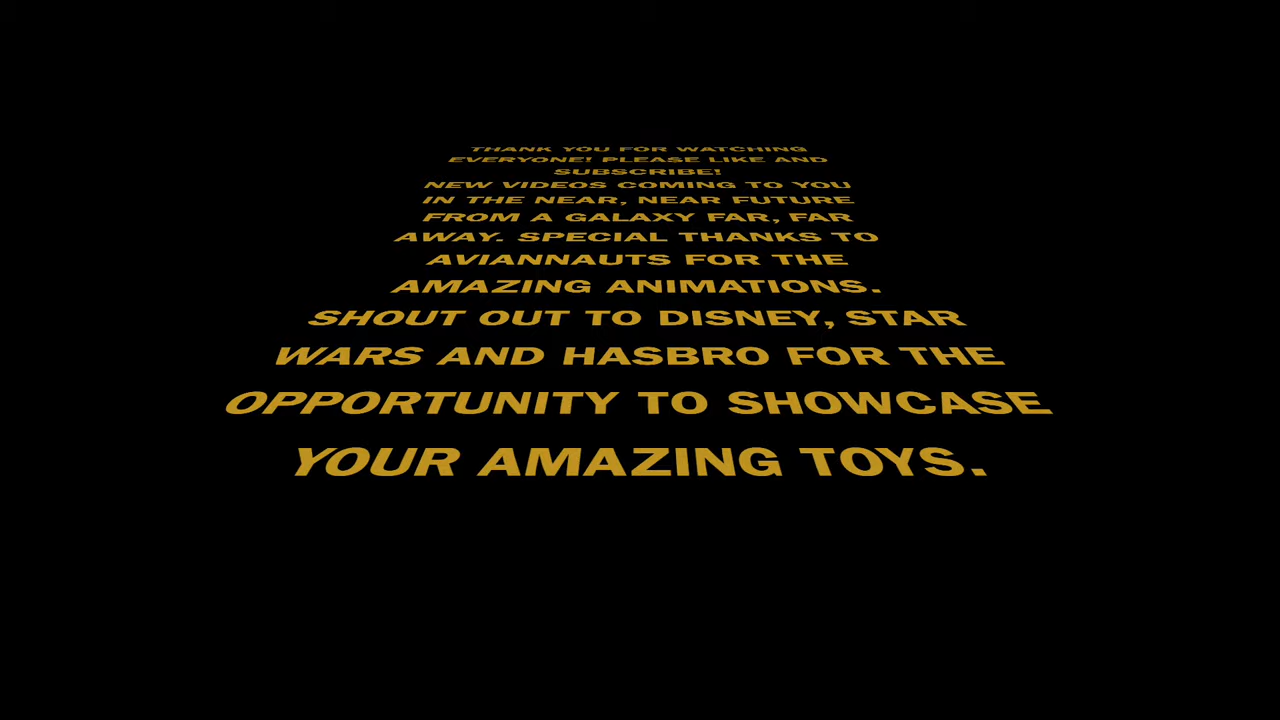 THANK YOU FOR WATCHING
EVERYONE! PLEASE LIKE AND
SUBSCRIBE!
NEW VIDEOS COMING TO YOU
IN THE NEAR, NEAR FUTURE
FROM A GALAXY FAR, FAR
AWAY. SPECIAL THANKS TO
AVIANNAUTS FOR THE
AMAZING ANIMATIONS.
SHOUT OUT TO DISNEY, STAR
WARS AND HASBRO FOR THE
OPPORTUNITY TO SHOWCASE
YOUR AMAZING TOYS.